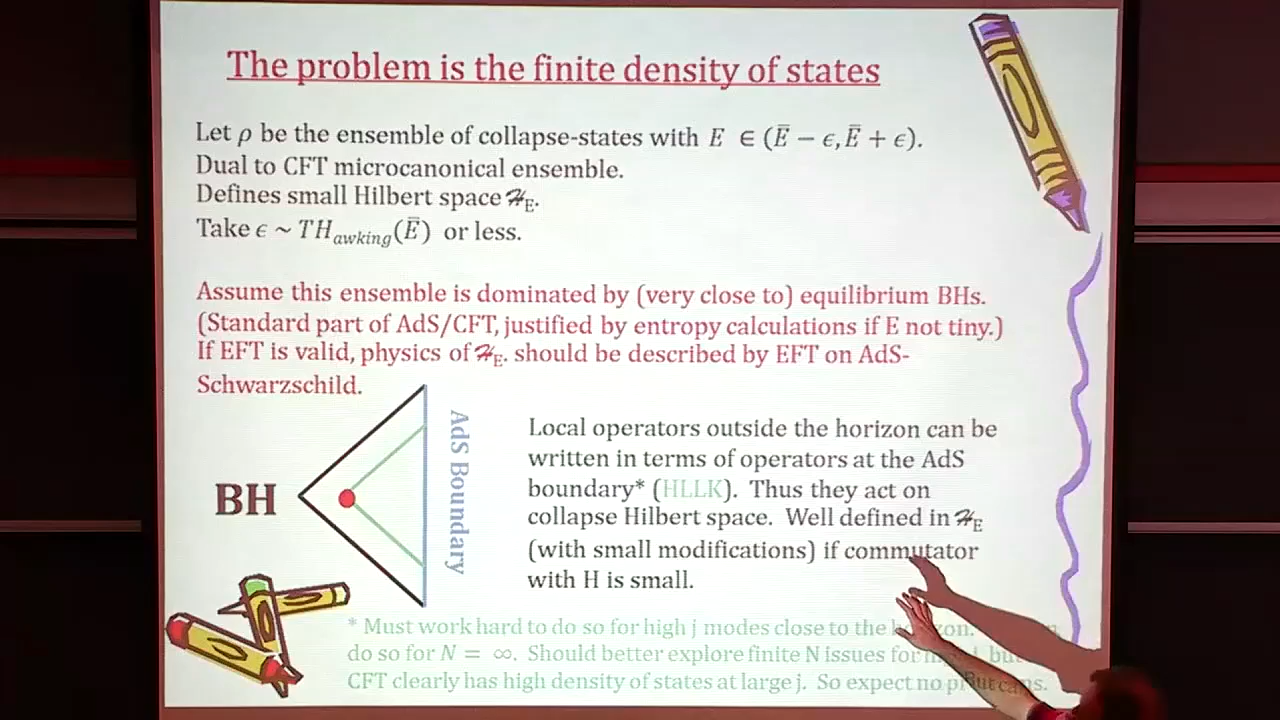 The problem is the finite density of states
Let ρ be the ensemble of collapse-states with E ∈ (Ē − ϵ, Ē + ϵ).
Dual to CFT microcanonical ensemble.
Defines small Hilbert space ℋ_E.
Take ϵ ~ TH_awking(Ē) or less.
Assume this ensemble is dominated by (very close to) equilibrium BHs.
(Standard part of AdS/CFT, justified by entropy calculations if E not tiny.)
If EFT is valid, physics of ℋ_E. should be described by EFT on AdS-
Schwarzschild.
BH
AdS Boundary
Local operators outside the horizon can be
written in terms of operators at the AdS
boundary* (HLLK). Thus they act on
collapse Hilbert space. Well defined in ℋ_E
(with small modifications) if commutator
with H is small.
* Must work hard to do so for high j modes close to the
do so for N = ∞. Should better explore finite N issues for
CFT clearly has high density of states at large j. So expect no